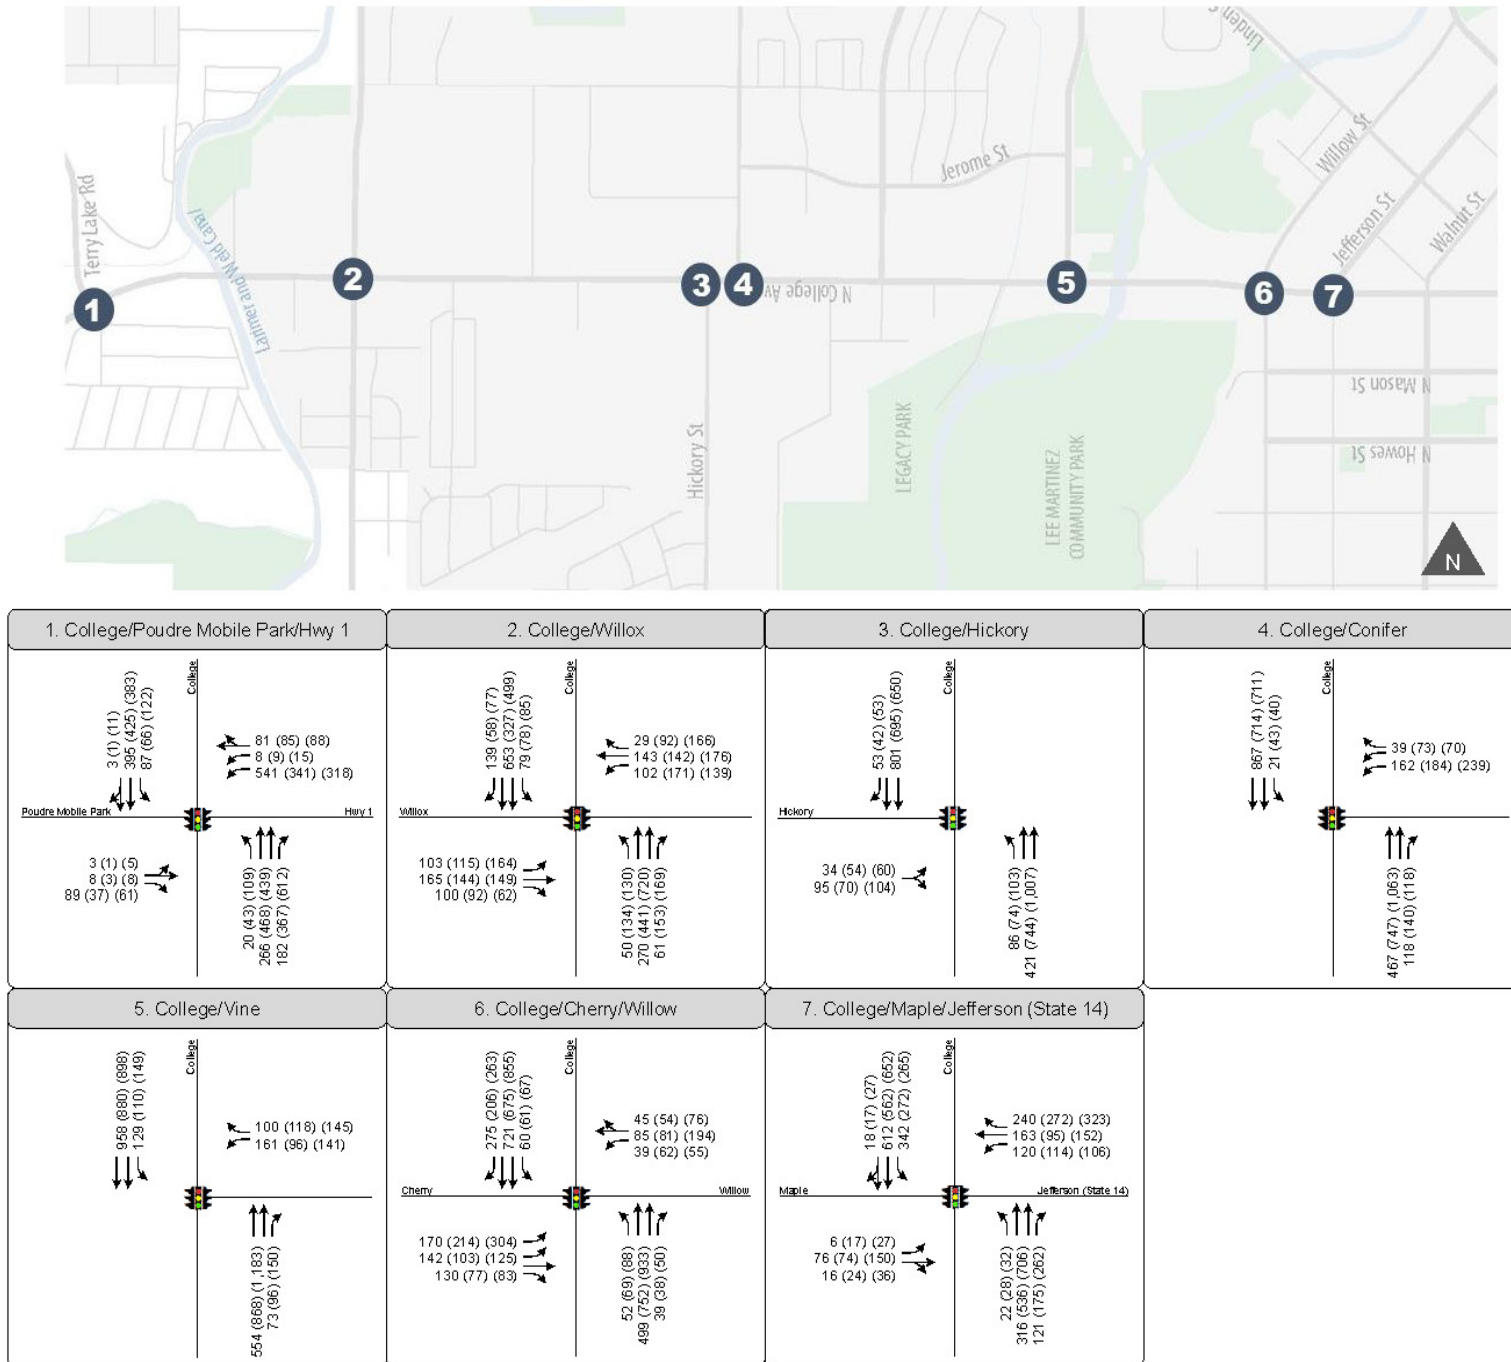 Linden S
Willow St
Jerome St
Jefferson St
Walnut St
Terry Lake Rd
Larimer and Weld Canal
1
2
3
4
5
6
7
N College Av
N Mason St
N Howes St
Hickory St
LEGACY PARK
LEE MARTINEZ
COMMUNITY PARK
N
1. College/Poudre Mobile Park/Hwy 1
College
3 (1) (11)
395 (425) (383)
87 (66) (122)
81 (85) (88)
8 (9) (15)
541 (341) (318)
Poudre Mobile Park
Hwy 1
3 (1) (5)
8 (3) (8)
89 (37) (61)
20 (43) (109)
266 (468) (439)
182 (367) (612)
2. College/Willox
College
139 (58) (77)
653 (327) (499)
79 (78) (85)
29 (92) (166)
143 (142) (176)
102 (171) (139)
Willox
103 (115) (164)
165 (144) (149)
100 (92) (62)
50 (134) (130)
270 (441) (720)
61 (153) (169)
3. College/Hickory
College
53 (42) (53)
801 (695) (650)
Hickory
34 (54) (60)
95 (70) (104)
86 (74) (103)
421 (744) (1,007)
4. College/Conifer
College
867 (714) (711)
21 (43) (40)
39 (73) (70)
162 (184) (239)
467 (747) (1,063)
118 (140) (118)
5. College/Vine
College
958 (880) (898)
129 (110) (149)
100 (118) (145)
161 (96) (141)
554 (868) (1,183)
73 (96) (150)
6. College/Cherry/Willow
College
275 (206) (263)
721 (675) (855)
60 (61) (67)
45 (54) (76)
85 (81) (194)
39 (62) (55)
Cherry
Willow
170 (214) (304)
142 (103) (125)
130 (77) (83)
52 (69) (88)
499 (752) (933)
39 (38) (50)
7. College/Maple/Jefferson (State 14)
College
18 (17) (27)
612 (562) (652)
342 (272) (265)
240 (272) (323)
163 (95) (152)
120 (114) (106)
Maple
Jefferson (State 14)
6 (17) (27)
76 (74) (150)
16 (24) (36)
22 (28) (32)
316 (536) (706)
121 (175) (262)